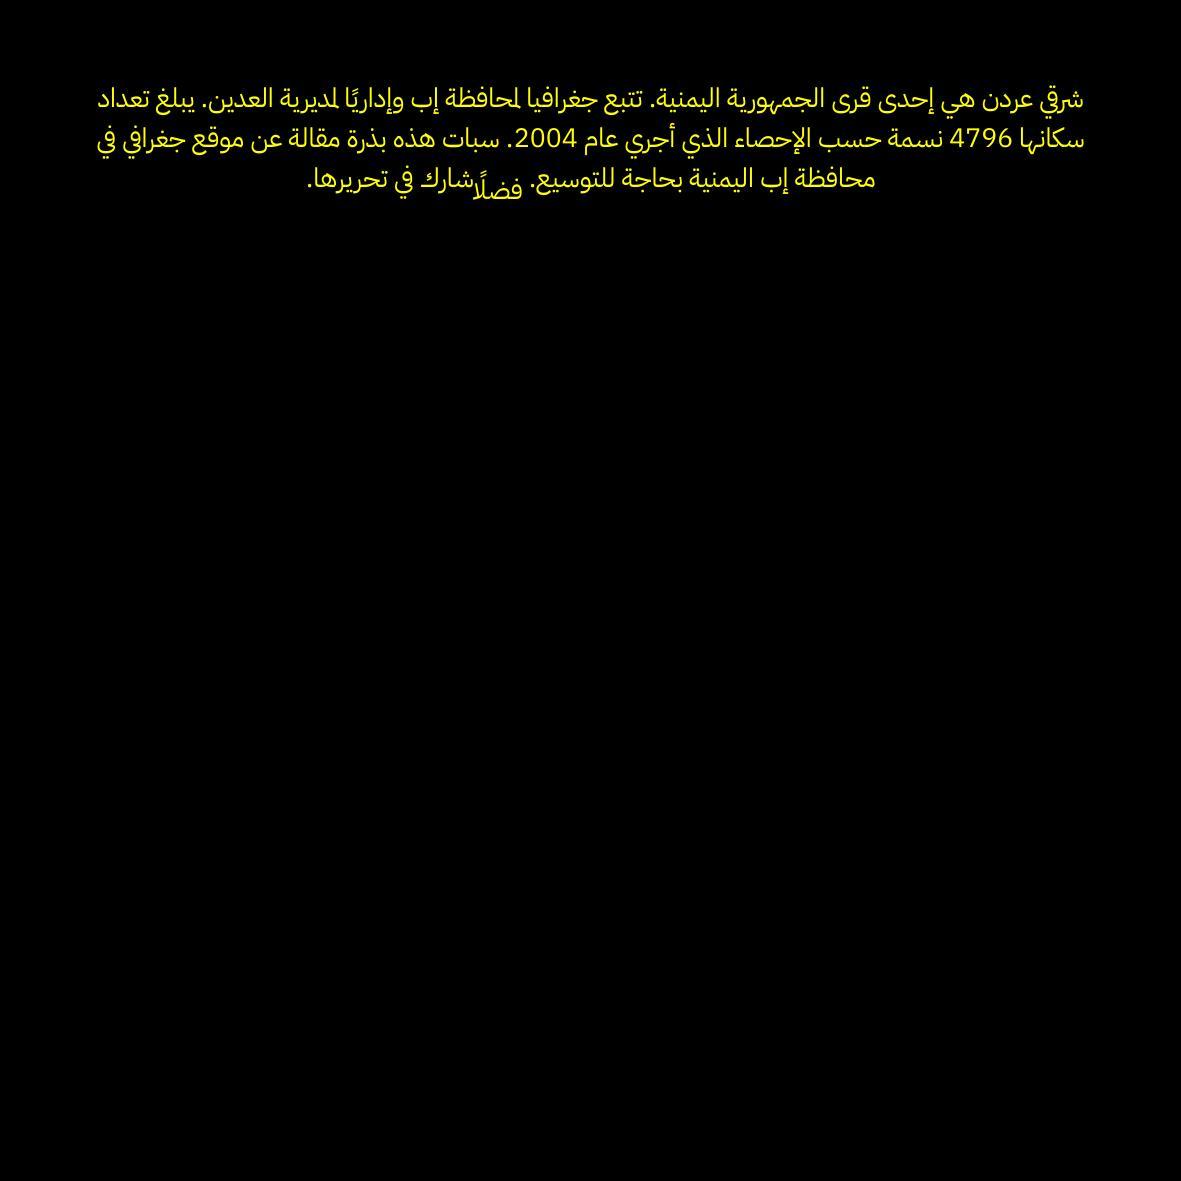 شرقي عردن هي إحدى قرى الجمهورية اليمنية. تتبع جغرافيا لمحافظة إب وإداريًا لمديرية العدين. يبلغ تعداد
سكانها 4796 نسمة حسب الإحصاء الذي أجري عام 2004. سبات هذه بذرة مقالة عن موقع جغرافي في
محافظة إب اليمنية بحاجة للتوسيع. فضلًا شارك في تحريرها.